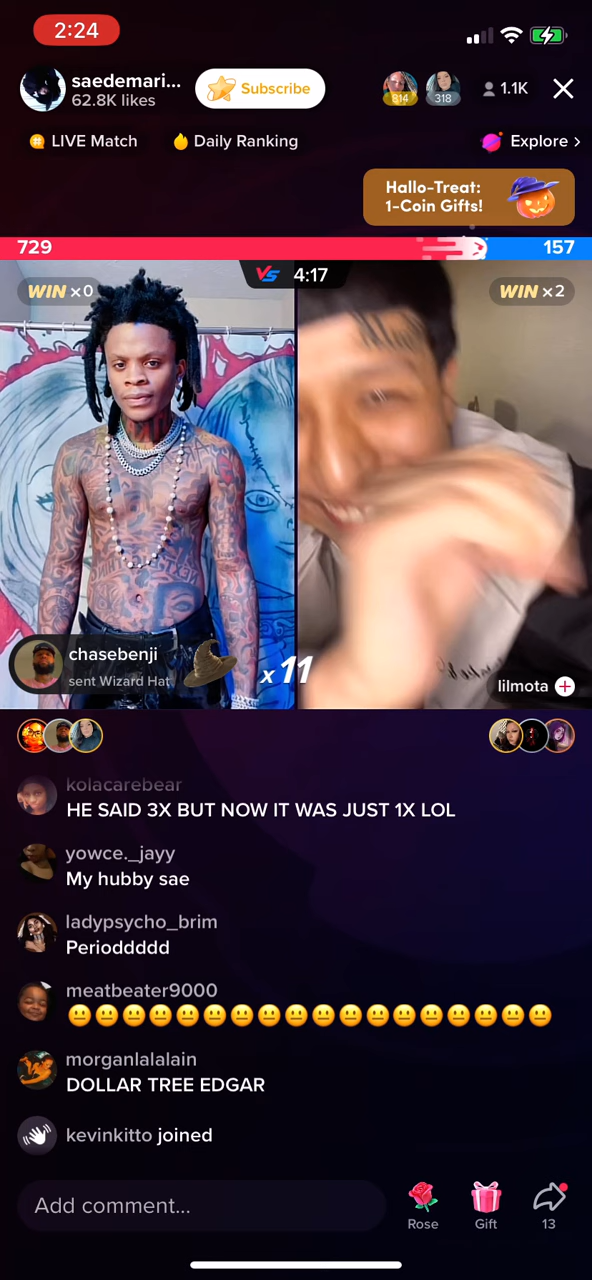 2:24
saedemari...
62.8K likes
Subscribe
814
318
1.1K
LIVE Match
Daily Ranking
Explore >
Hallo-Treat:
1-Coin Gifts!
729
157
VS 4:17
WIN x0
WIN x2
chasebenji
sent Wizard Hat
x 11
lilmota
kolacarebear
HE SAID 3X BUT NOW IT WAS JUST 1X LOL
yowce._jayy
My hubby sae
ladypsycho_brim
Perioddddd
meatbeater9000
😐😐😐😐😐😐😐😐😐😐😐😐😐😐😐😐😐😐
morganlalalain
DOLLAR TREE EDGAR
kevinkitto joined
Add comment...
Rose
Gift
13